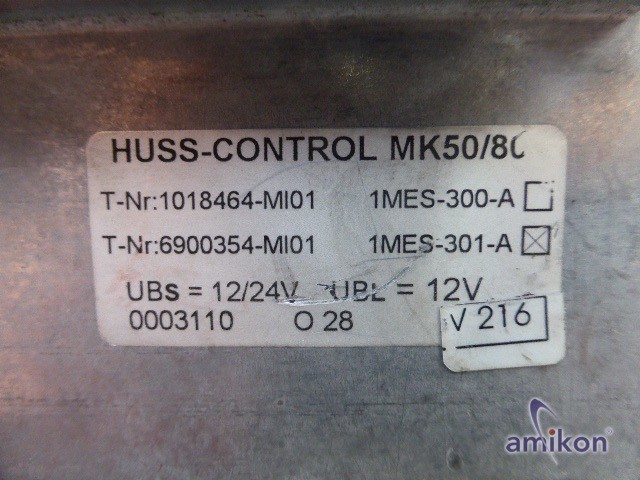 HUSS-CONTROL MK50/80
T-Nr:1018464-MI01 1MES-300-A
T-Nr:6900354-MI01 1MES-301-A
UBs = 12/24V UBL = 12V
0003110 O 28
V 216
amikon